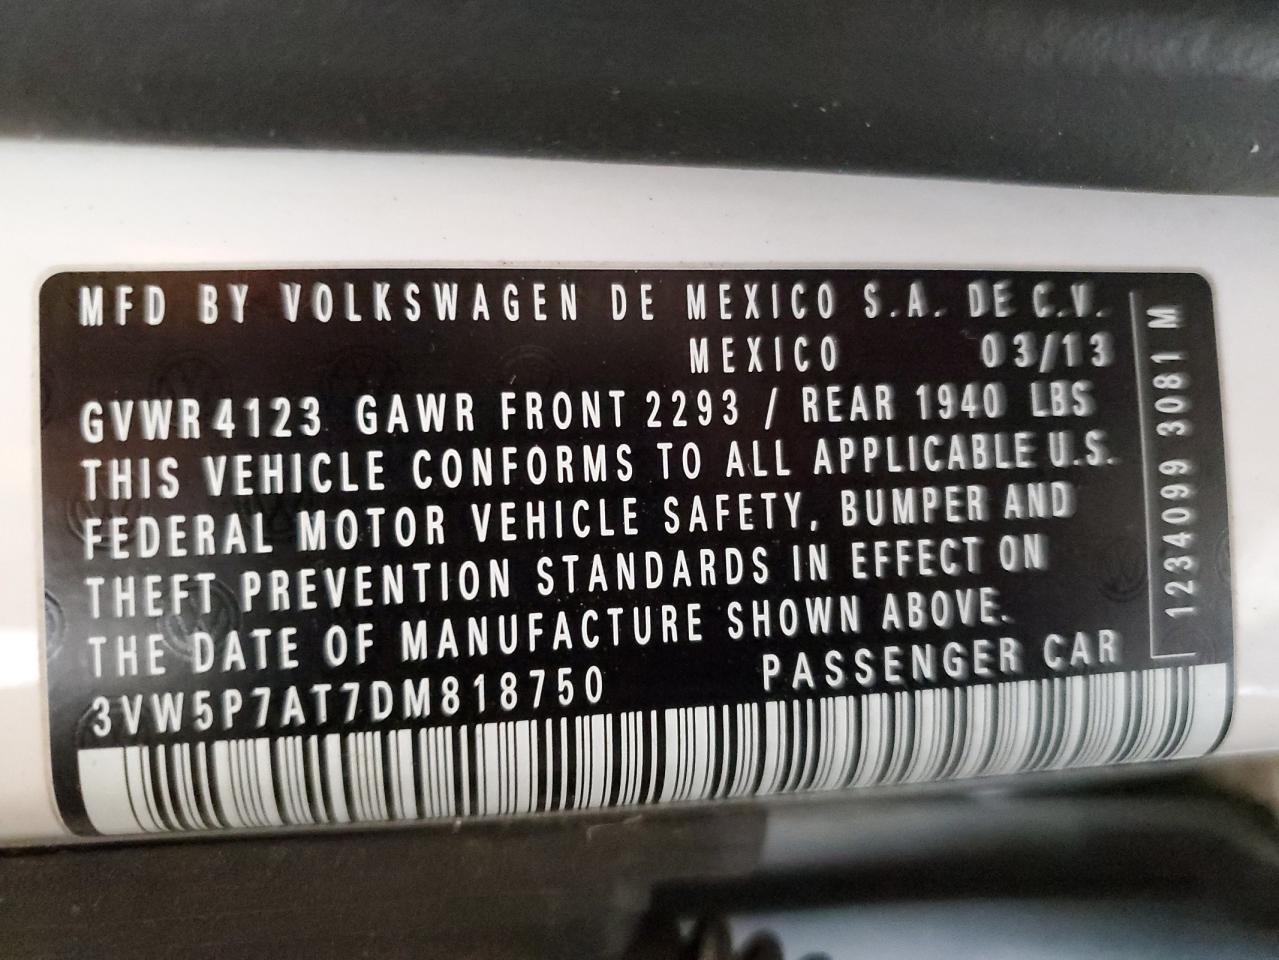 MFD BY VOLKSWAGEN DE MEXICO S.A. DE C.V.
MEXICO 03/13
GVWR 4123 GAWR FRONT 2293 / REAR 1940 LBS
THIS VEHICLE CONFORMS TO ALL APPLICABLE U.S.
FEDERAL MOTOR VEHICLE SAFETY, BUMPER AND
THEFT PREVENTION STANDARDS IN EFFECT ON
THE DATE OF MANUFACTURE SHOWN ABOVE.
3VW5P7AT7DM818750 PASSENGER CAR
1234099 3081 M